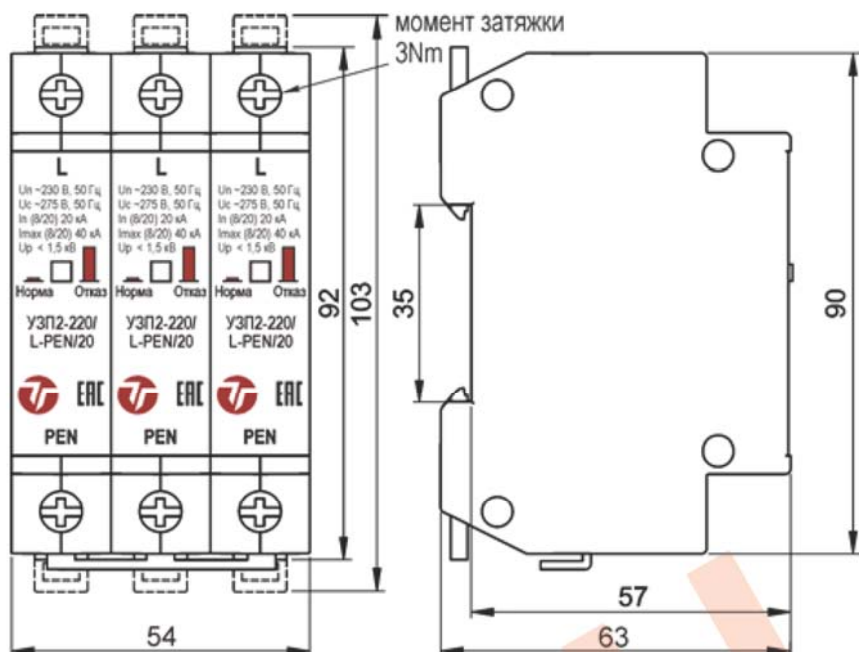 момент затяжки
3Nm
L
Un ~230 В, 50 Гц
Uc ~275 В, 50 Гц
In (8/20) 20 кА
Imax (8/20) 40 кА
Up < 1,5 кВ
Норма Отказ
УЗП2-220/
L-PEN/20
EAC
PEN
L
Un ~230 В, 50 Гц
Uc ~275 В, 50 Гц
In (8/20) 20 кА
Imax (8/20) 40 кА
Up < 1,5 кВ
Норма Отказ
УЗП2-220/
L-PEN/20
EAC
PEN
L
Un ~230 В, 50 Гц
Uc ~275 В, 50 Гц
In (8/20) 20 кА
Imax (8/20) 40 кА
Up < 1,5 кВ
Норма Отказ
УЗП2-220/
L-PEN/20
EAC
PEN
92
103
35
90
54
57
63